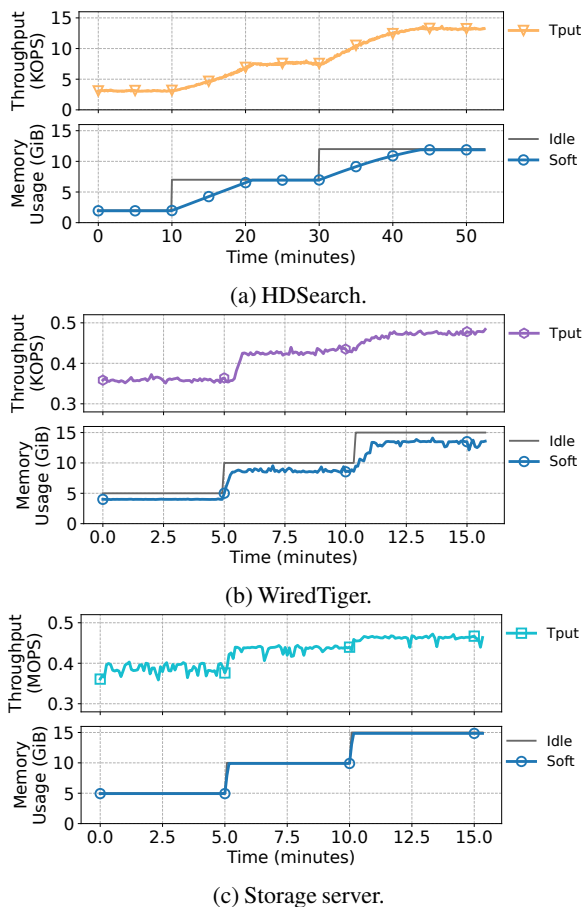 Throughput
(KOPS)
15
10
5
0
Tput
Memory
Usage (GiB)
15
10
5
0
Idle
Soft
0 10 20 30 40 50
Time (minutes)
(a) HDSearch.
Throughput
(KOPS)
0.5
0.4
0.3
Tput
Memory
Usage (GiB)
15
10
5
0
Idle
Soft
0.0 2.5 5.0 7.5 10.0 12.5 15.0
Time (minutes)
(b) WiredTiger.
Throughput
(MOPS)
0.5
0.4
0.3
Tput
Memory
Usage (GiB)
15
10
5
0
Idle
Soft
0.0 2.5 5.0 7.5 10.0 12.5 15.0
Time (minutes)
(c) Storage server.